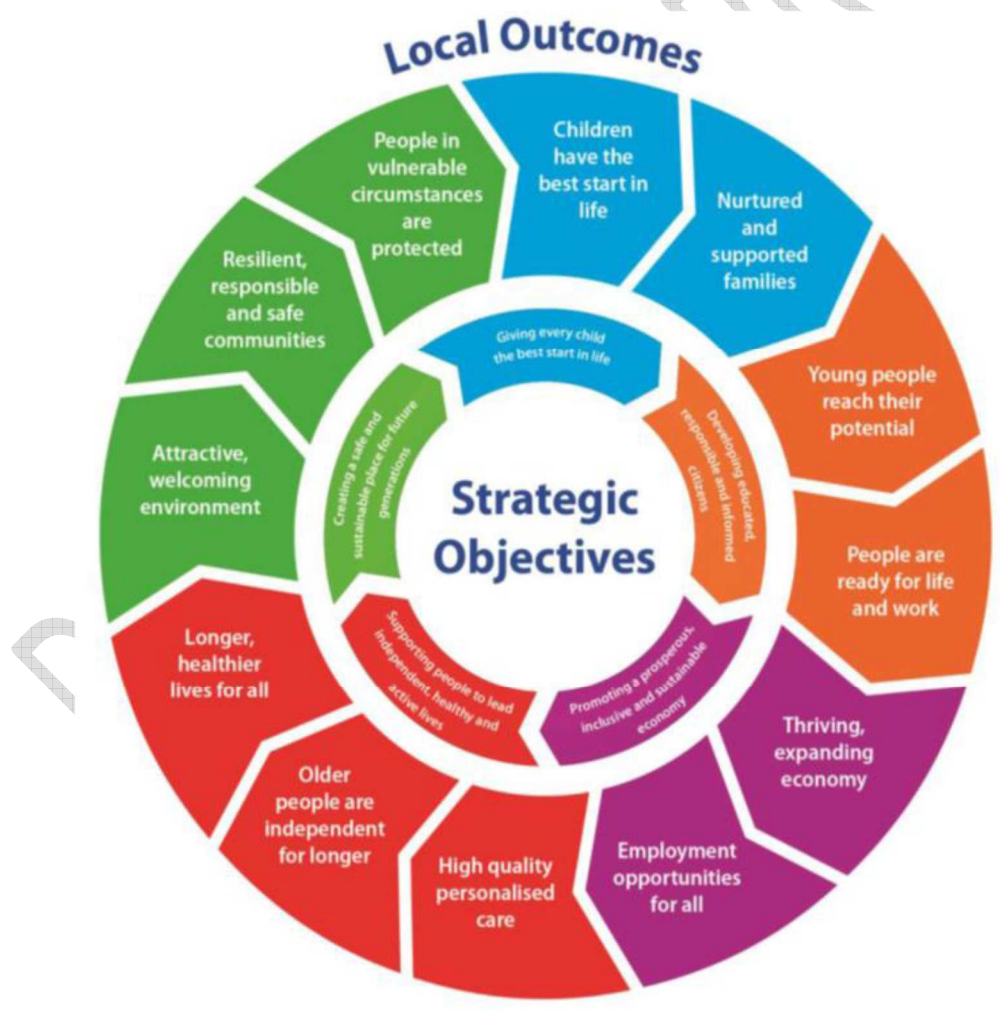 Local Outcomes
Children
have the
best start in
life
Nurtured
and
supported
families
Young people
reach their
potential
People are
ready for life
and work
Thriving,
expanding
economy
Employment
opportunities
for all
High quality
personalised
care
Older
people are
independent
for longer
Longer,
healthier
lives for all
Attractive,
welcoming
environment
Resilient,
responsible
and safe
communities
People in
vulnerable
circumstances
are
protected
Giving every child
the best start in life
Developing educated,
responsible and informed
citizens
Promoting a prosperous,
inclusive and sustainable
economy
Supporting people to lead
independent, healthy and
active lives
Creating a safe and
sustainable place for future
generations
Strategic
Objectives